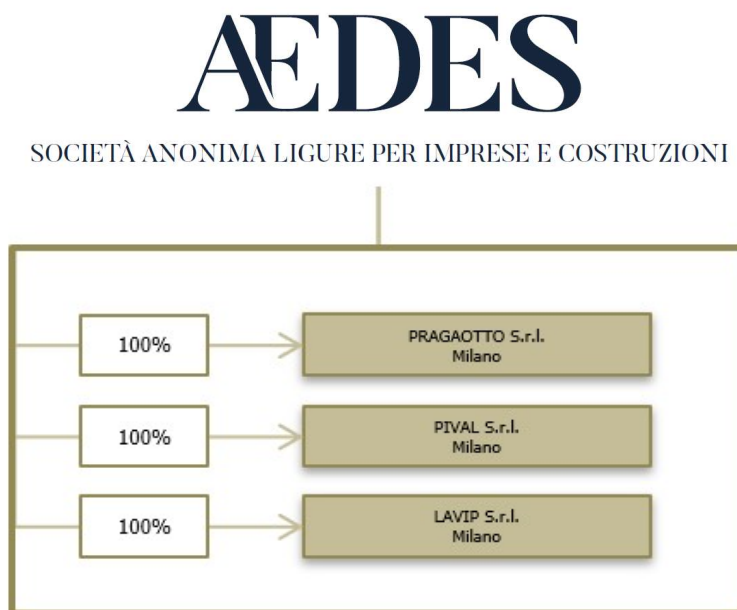 ÆDES
SOCIETÀ ANONIMA LIGURE PER IMPRESE E COSTRUZIONI
100%
PRAGAOTTO S.r.l.
Milano
100%
PIVAL S.r.l.
Milano
100%
LAVIP S.r.l.
Milano